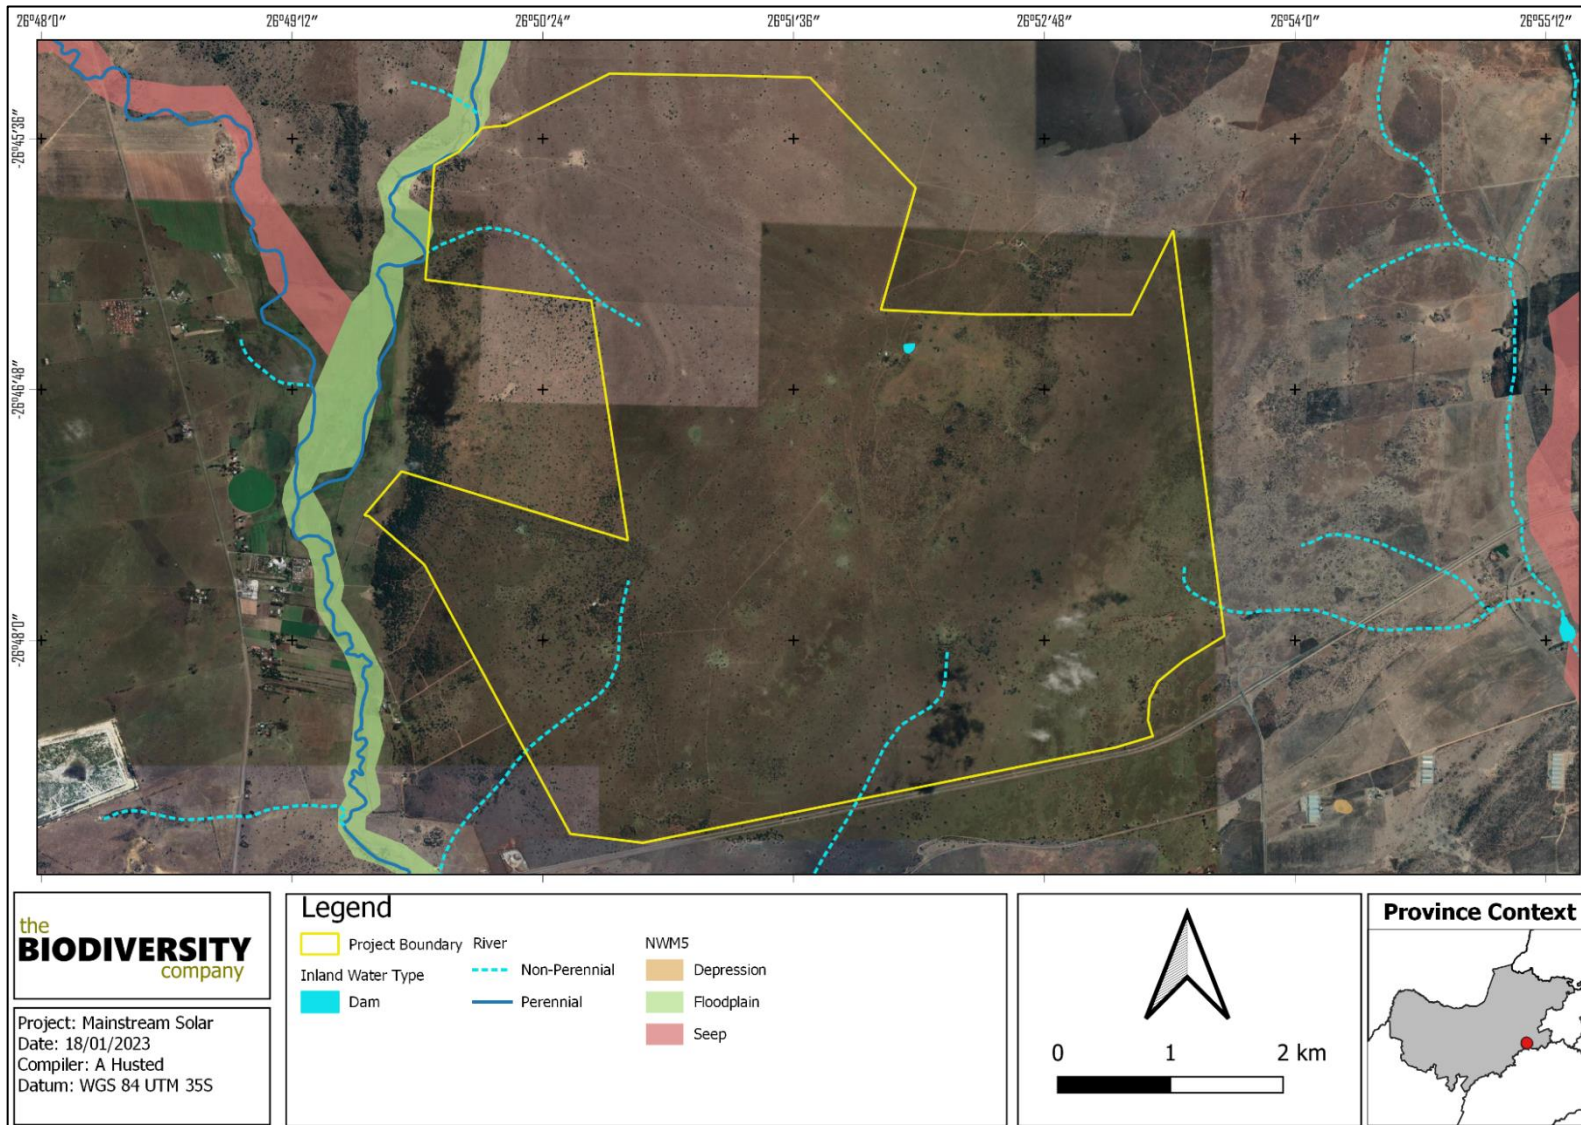 26°48'0" 26°49'12" 26°50'24" 26°51'36" 26°52'48" 26°54'0" 26°55'12"
-26°45'36"
-26°46'48"
-26°48'0"
the
BIODIVERSITY
company
Project: Mainstream Solar
Date: 18/01/2023
Compiler: A Husted
Datum: WGS 84 UTM 35S
Legend
Project Boundary
Inland Water Type
Dam
River
Non-Perennial
Perennial
NWM5
Depression
Floodplain
Seep
0 1 2 km
Province Context